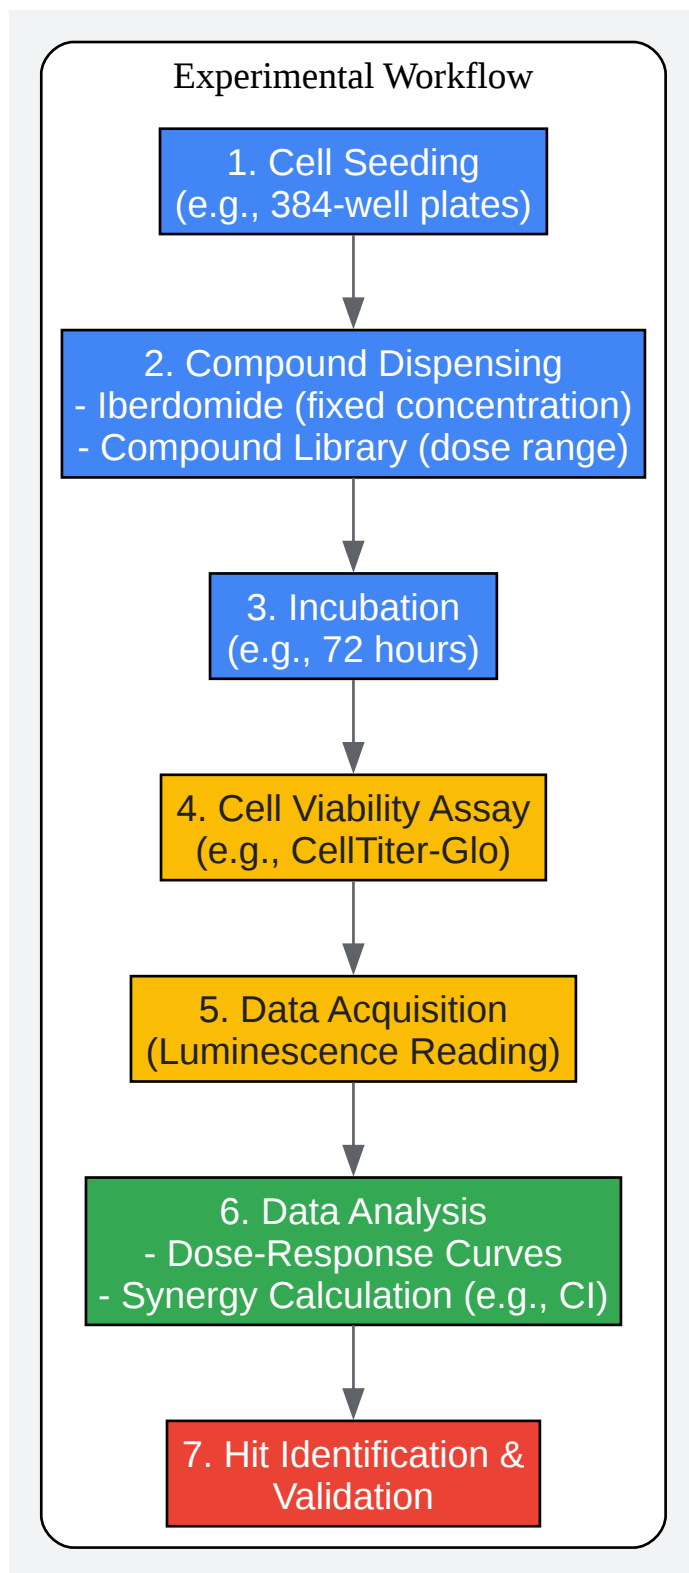 Experimental Workflow
1. Cell Seeding
(e.g., 384-well plates)
2. Compound Dispensing
- Iberdomide (fixed concentration)
- Compound Library (dose range)
3. Incubation
(e.g., 72 hours)
4. Cell Viability Assay
(e.g., CellTiter-Glo)
5. Data Acquisition
(Luminescence Reading)
6. Data Analysis
- Dose-Response Curves
- Synergy Calculation (e.g., CI)
7. Hit Identification &
Validation